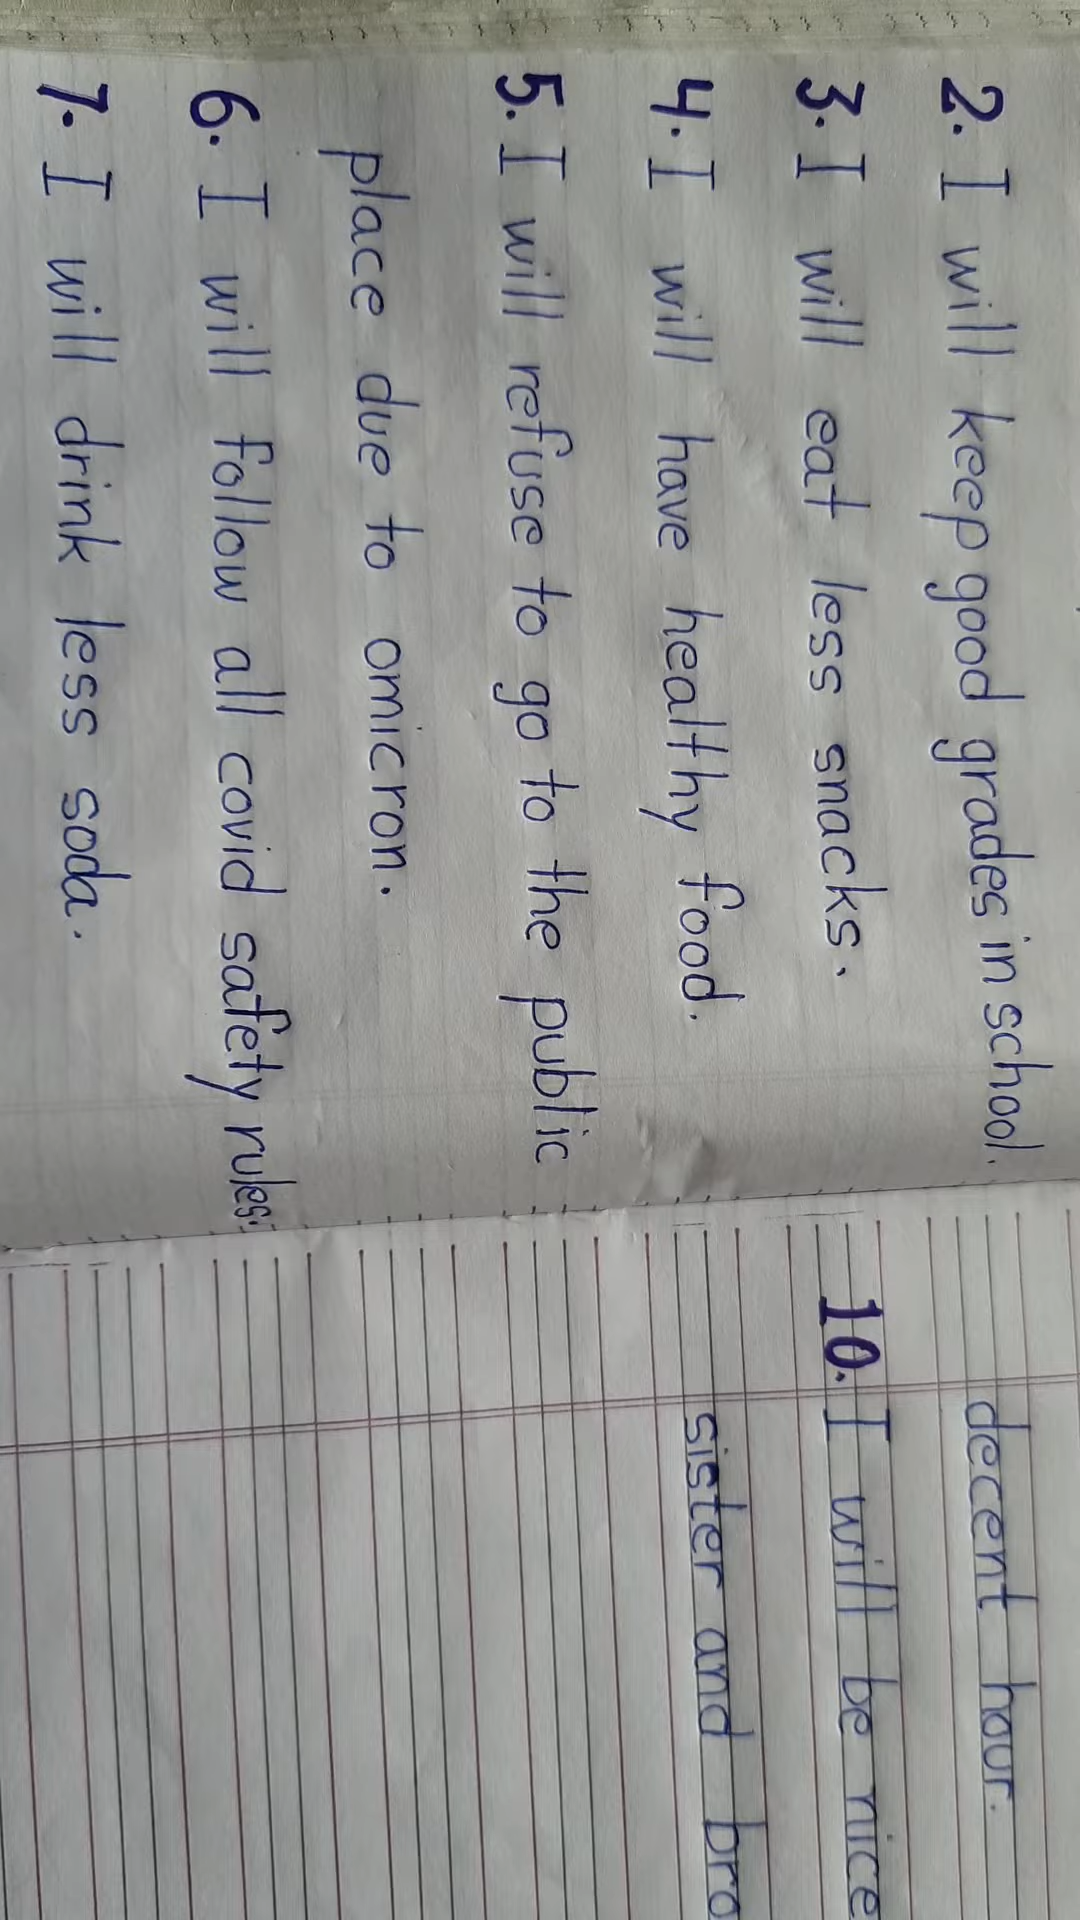 2. I will keep good grades in school.
3. I will eat less snacks.
4. I will have healthy food.
5. I will refuse to go to the public
place due to omicron.
6. I will follow all covid safety rules.
7. I will drink less soda.
decent hour.
10. I will be nice
sister and bro